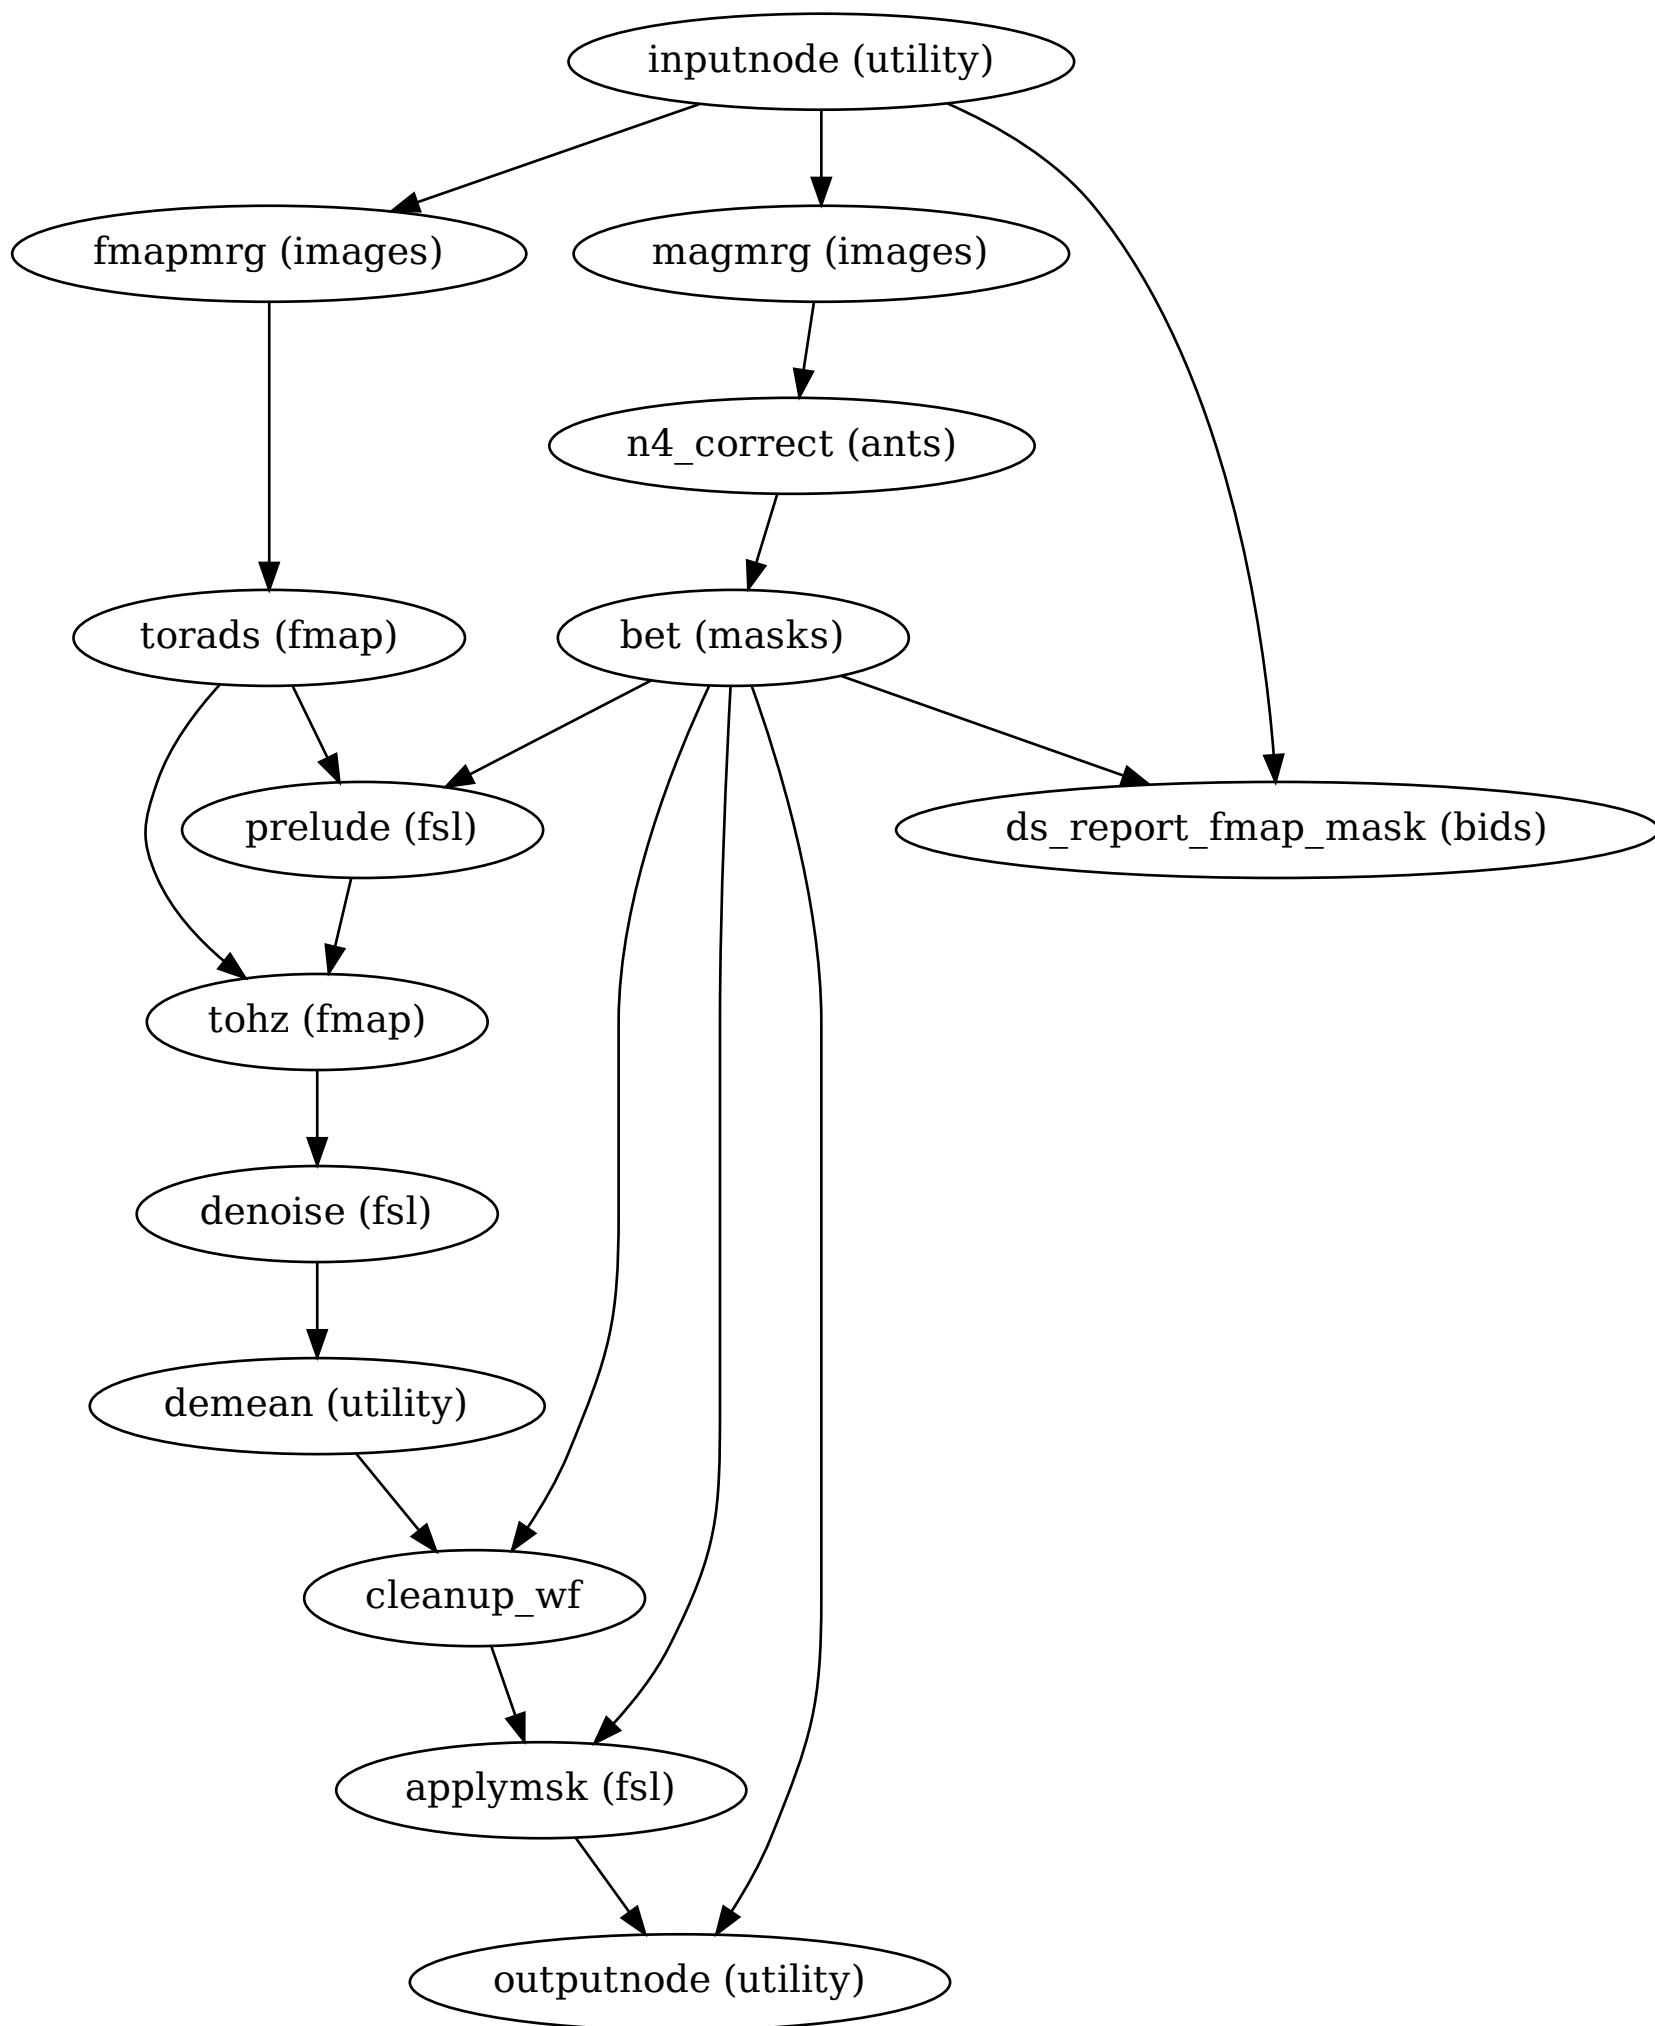 inputnode (utility)
fmapmrg (images)
magmrg (images)
n4_correct (ants)
torads (fmap)
bet (masks)
prelude (fsl)
ds_report_fmap_mask (bids)
tohz (fmap)
denoise (fsl)
demean (utility)
cleanup_wf
applymsk (fsl)
outputnode (utility)